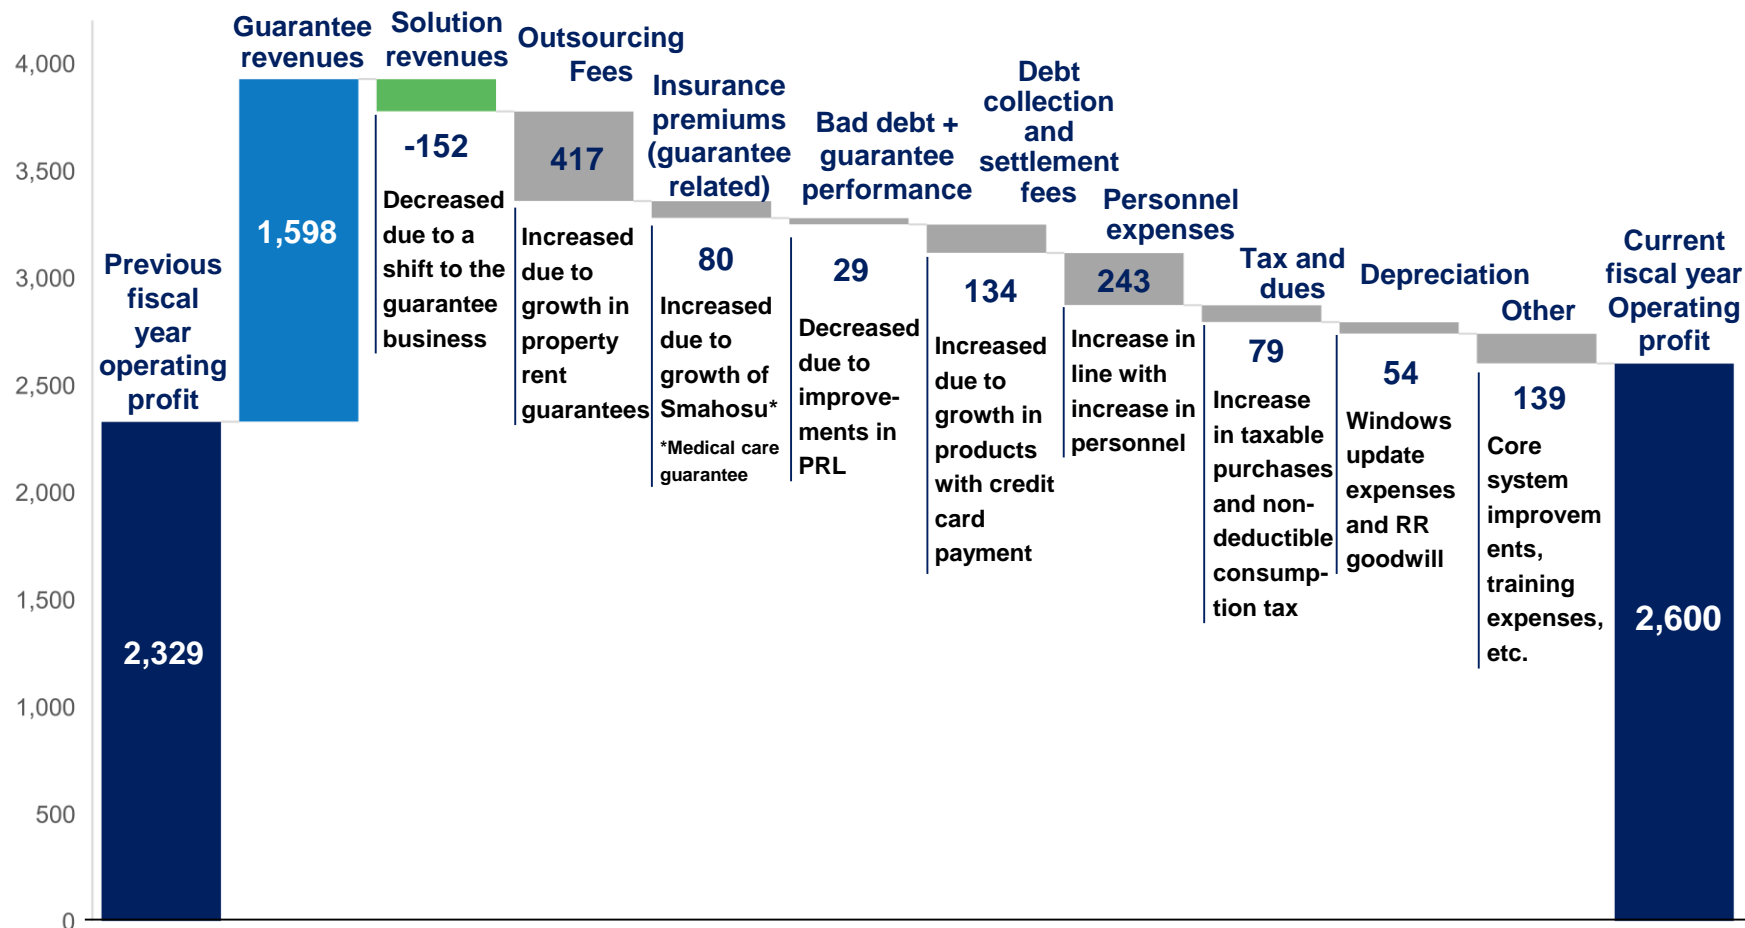 4,000
3,500
3,000
2,500
2,000
1,500
1,000
500
0
Previous
fiscal
year
operating
profit
2,329
Guarantee
revenues
1,598
Solution
revenues
-152
Decreased
due to a
shift to the
guarantee
business
Outsourcing
Fees
417
Increased
due to
growth in
property
rent
guarantees
Insurance
premiums
(guarantee
related)
80
Increased
due to
growth of
Smahosu*
*Medical care
guarantee
Bad debt +
guarantee
performance
29
Decreased
due to
improve-
ments in
PRL
Debt
collection
and
settlement
fees
134
Increased
due to
growth in
products
with credit
card
payment
Personnel
expenses
243
Increase in
line with
increase in
personnel
Tax and
dues
79
Increase
in taxable
purchases
and non-
deductible
consump-
tion tax
Depreciation
54
Windows
update
expenses
and RR
goodwill
Other
139
Core
system
improvem
ents,
training
expenses,
etc.
Current
fiscal year
Operating
profit
2,600